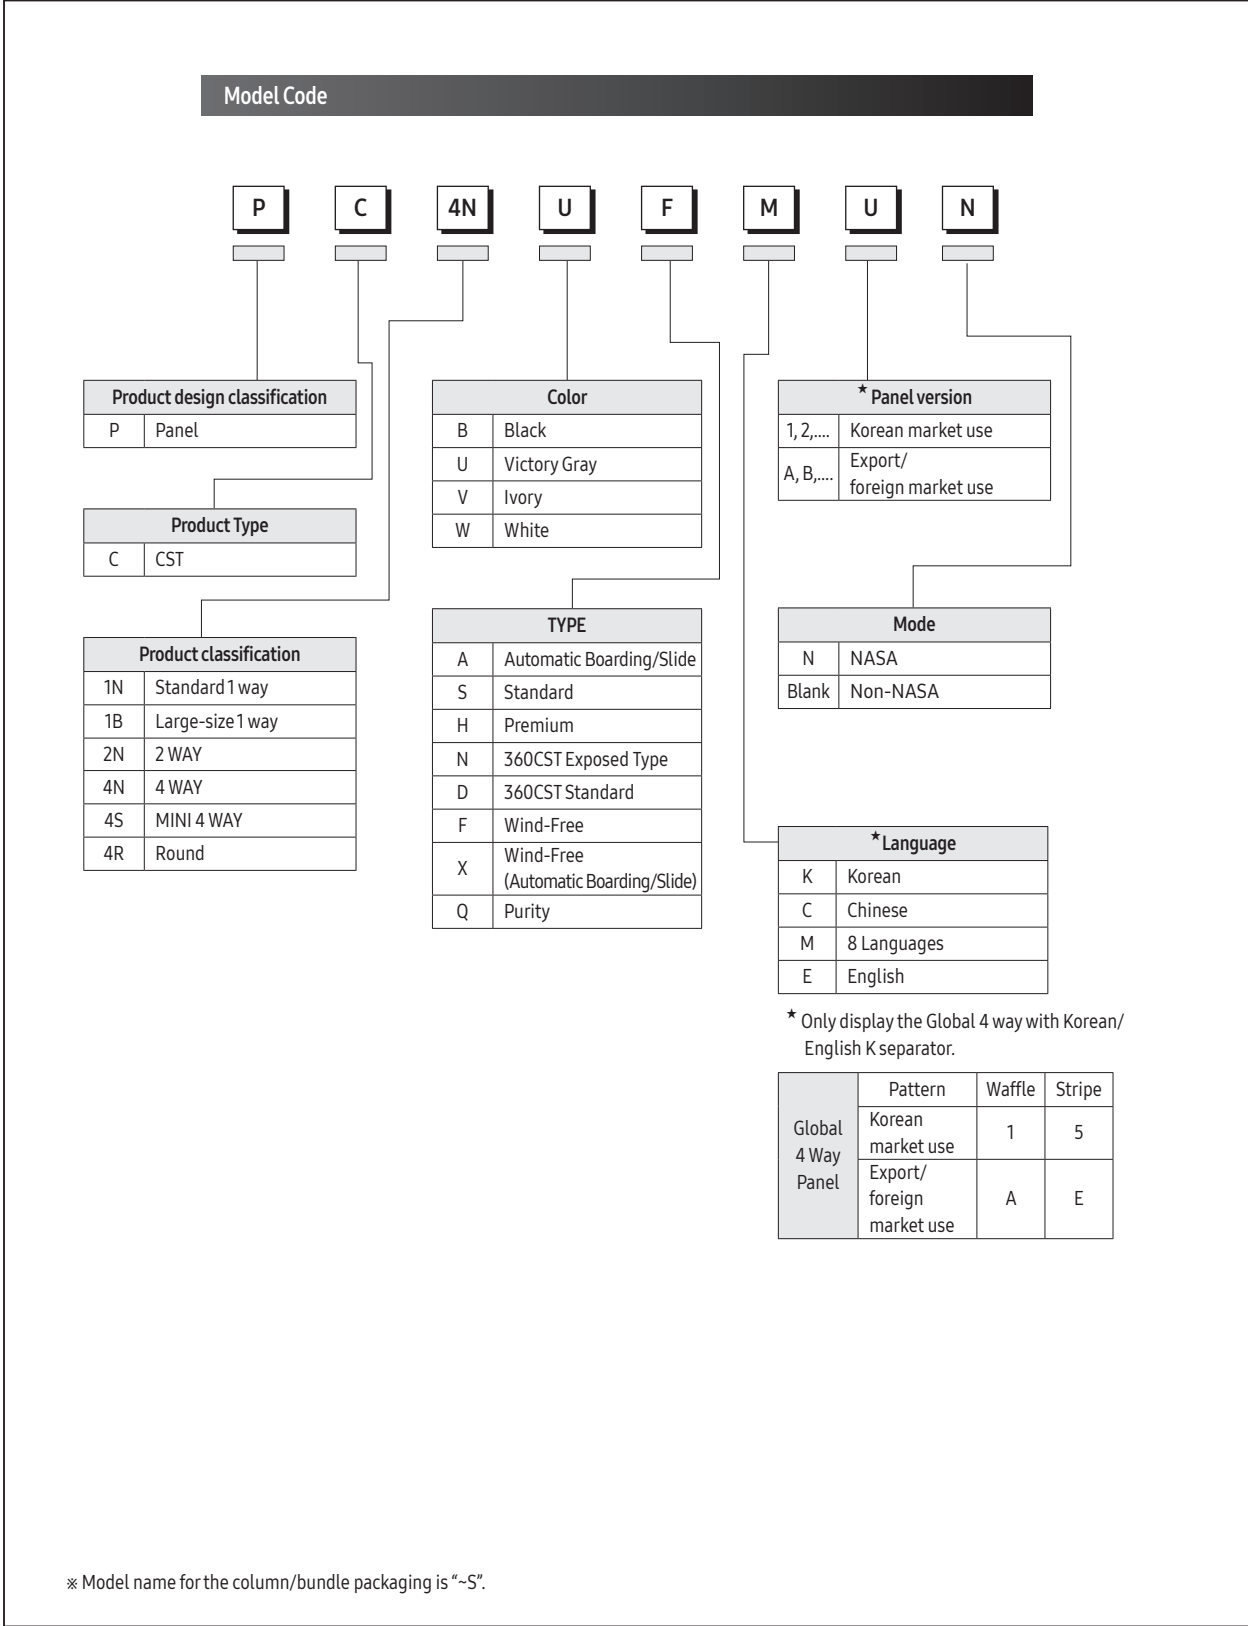 Model Code
P C 4N U F M U N
Product design classification
P Panel
Product Type
C CST
Product classification
1N Standard 1 way
1B Large-size 1 way
2N 2 WAY
4N 4 WAY
4S MINI 4 WAY
4R Round
Color
B Black
U Victory Gray
V Ivory
W White
TYPE
A Automatic Boarding/Slide
S Standard
H Premium
N 360CST Exposed Type
D 360CST Standard
F Wind-Free
X Wind-Free
(Automatic Boarding/Slide)
Q Purity
★ Panel version
1, 2,.... Korean market use
A, B,.... Export/
foreign market use
Mode
N NASA
Blank Non-NASA
★Language
K Korean
C Chinese
M 8 Languages
E English
★ Only display the Global 4 way with Korean/
English K separator.
Global
4 Way
Panel
Pattern Waffle Stripe
Korean
market use 1 5
Export/
foreign
market use A E
※ Model name for the column/bundle packaging is “~S”.